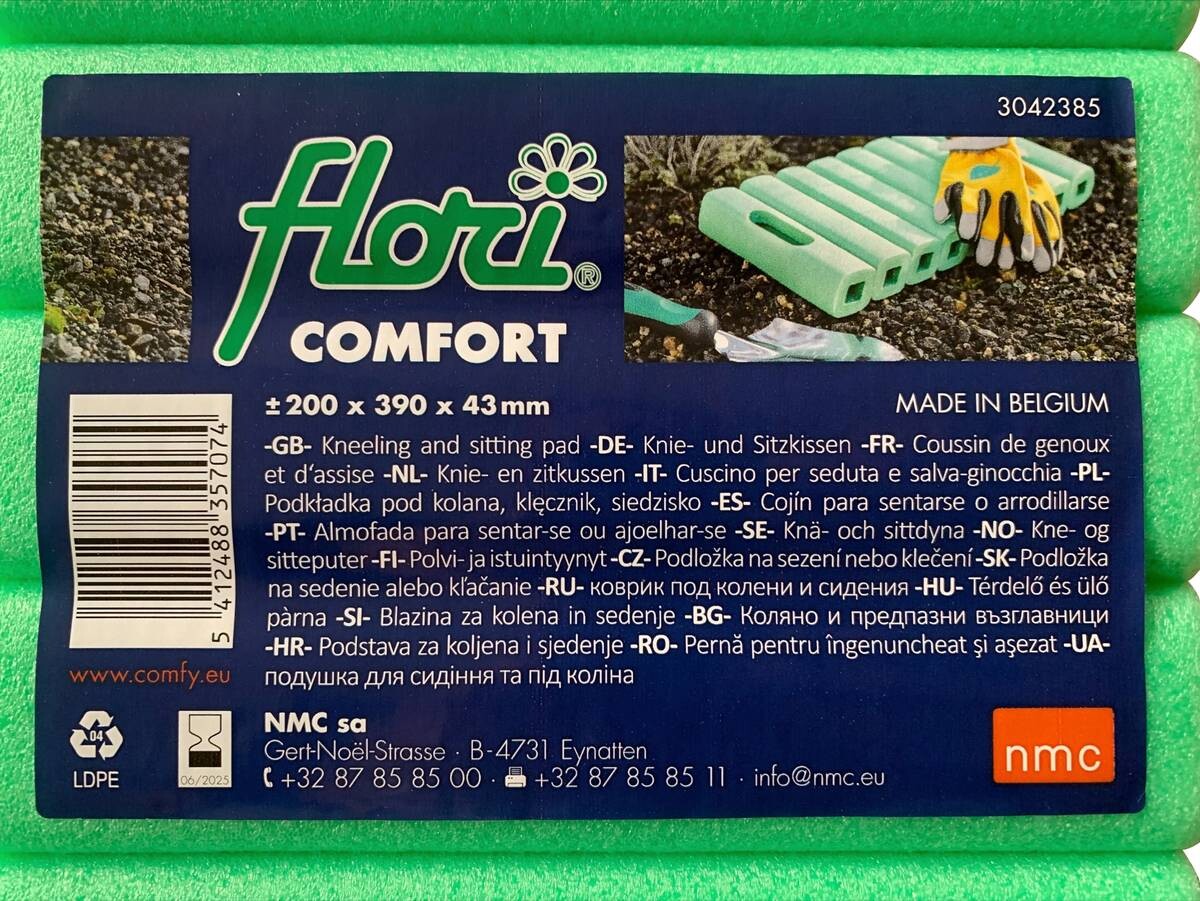 3042385
flori®
COMFORT
± 200 x 390 x 43 mm
MADE IN BELGIUM
-GB- Kneeling and sitting pad -DE- Knie- und Sitzkissen -FR- Coussin de genoux
et d‘assise -NL- Knie- en zitkussen -IT- Cuscino per seduta e salva-ginocchia -PL-
Podkładka pod kolana, klęcznik, siedzisko -ES- Cojín para sentarse o arrodillarse
-PT- Almofada para sentar-se ou ajoelhar-se -SE- Knä- och sittdyna -NO- Kne- og
sitteputer -FI- Polvi- ja istuintyynyt -CZ- Podložka na sezení nebo klečení -SK- Podložka
na sedenie alebo kľačanie -RU- коврик под колени и сидения -HU- Térdelő és ülő
pàrna -SI- Blazina za kolena in sedenje -BG- Коляно и предпазни възглавници
-HR- Podstava za koljena i sjedenje -RO- Pernă pentru îngenuncheat şi aşezat -UA-
подушка для сидіння та під коліна
5 412488 357074
www.comfy.eu
04
LDPE
06/2025
NMC sa
Gert-Noël-Strasse · B-4731 Eynatten
+32 87 85 85 00 · +32 87 85 85 11 · info@nmc.eu
nmc